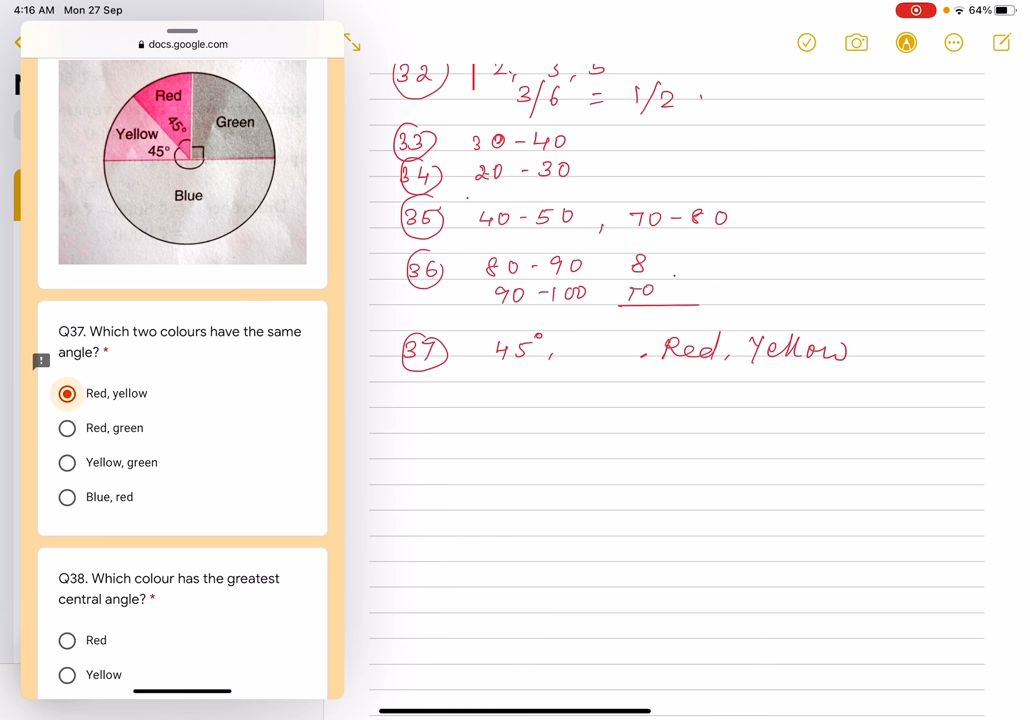 4:16 AM Mon 27 Sep
64%
docs.google.com
Red
45°
Green
Yellow
45°
Blue
Q37. Which two colours have the same
angle? *
Red, yellow
Red, green
Yellow, green
Blue, red
Q38. Which colour has the greatest
central angle? *
Red
Yellow
32
3/6 = 1/2
33 30-40
34 20-30
35 40-50, 70-80
36 80-90 8
90-100
37 45°, Red, Yellow